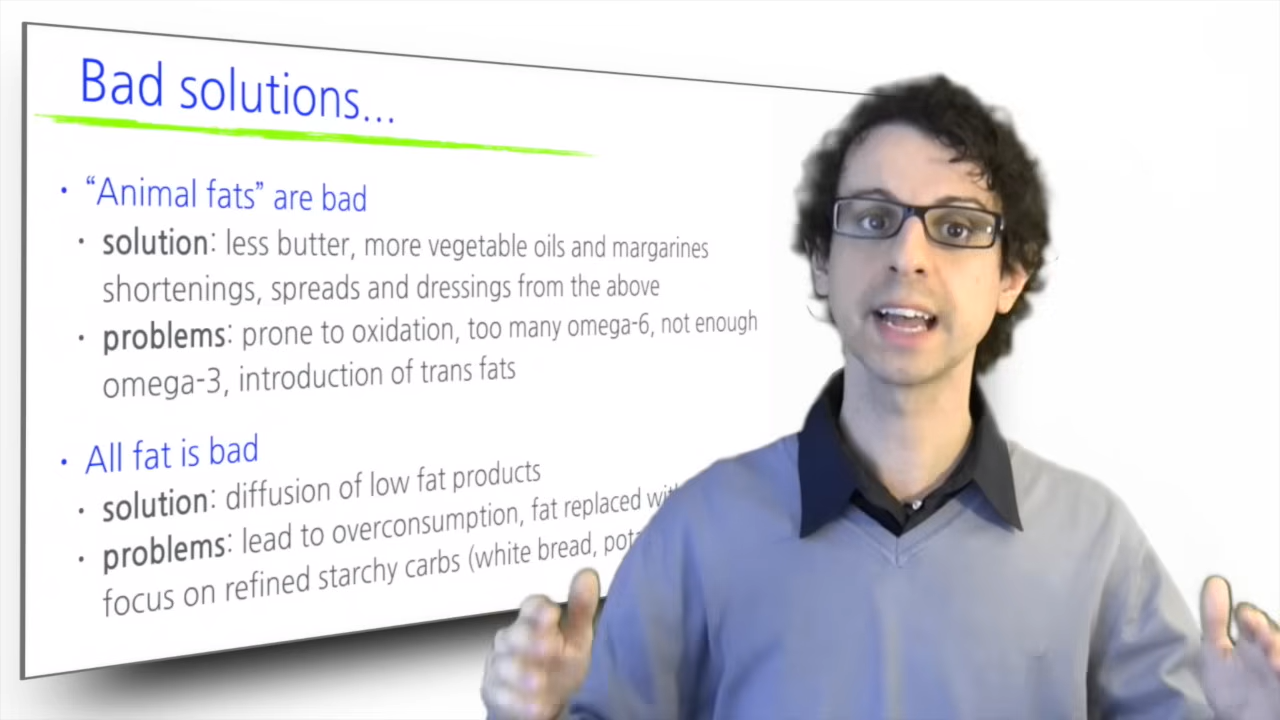 Bad solutions...
• “Animal fats” are bad
• solution: less butter, more vegetable oils and margarines
shortenings, spreads and dressings from the above
• problems: prone to oxidation, too many omega-6, not enough
omega-3, introduction of trans fats
• All fat is bad
• solution: diffusion of low fat products
• problems: lead to overconsumption, fat replaced
focus on refined starchy carbs (white bread,